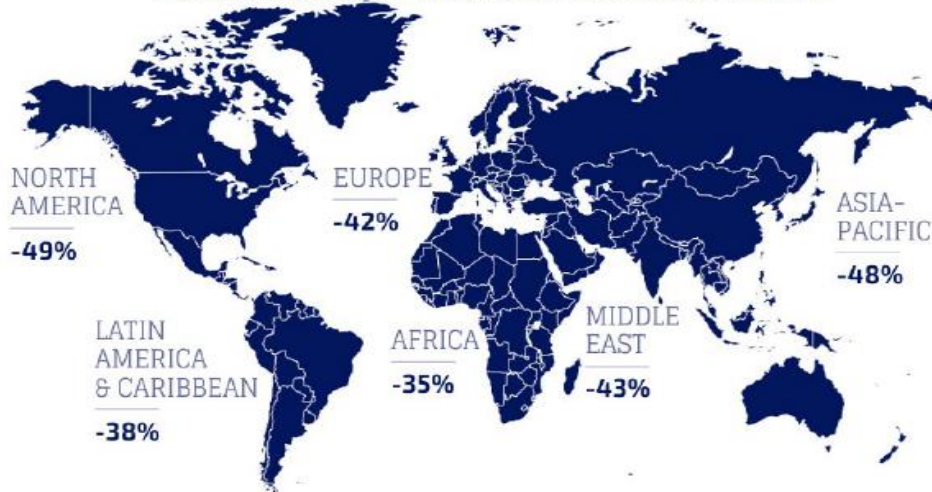 NORTH
AMERICA
-49%
EUROPE
-42%
ASIA-
PACIFIC
-48%
LATIN
AMERICA
& CARIBBEAN
-38%
AFRICA
-35%
MIDDLE
EAST
-43%